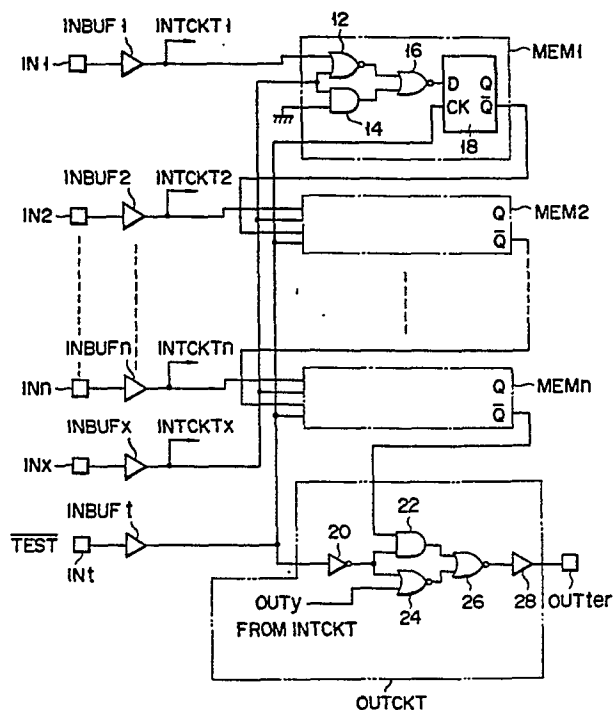 INBUF1
INTCKT1
12
16
MEM1
IN1
D Q
CK Q̅
14
18
INBUF2
INTCKT2
IN2
Q
MEM2
Q̅
INBUFn
INTCKTn
INn
Q
MEMn
Q̅
INBUFx
INTCKTx
INx
INBUFt
22
T̅E̅S̅T̅
INt
20
OUTy
FROM INTCKT
24
26
28
OUTter
OUTCKT